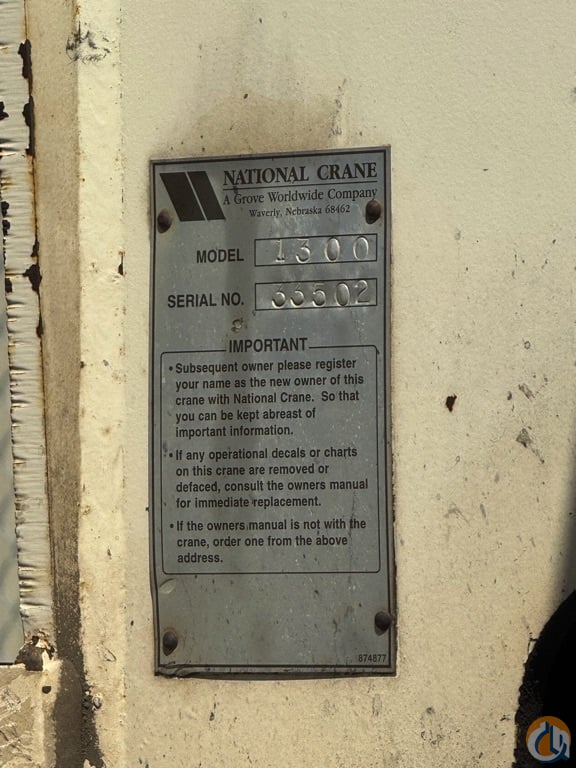 NATIONAL CRANE
A Grove Worldwide Company
Waverly, Nebraska 68462
MODEL 1300
SERIAL NO. 33502
IMPORTANT
• Subsequent owner please register
your name as the new owner of this
crane with National Crane. So that
you can be kept abreast of
important information.
• If any operational decals or charts
on this crane are removed or
defaced, consult the owners manual
for immediate replacement.
• If the owners manual is not with the
crane, order one from the above
address.
874877